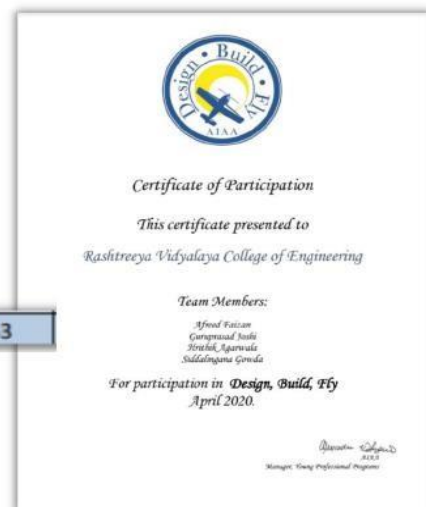 Design · Build · Fly
AIAA
Certificate of Participation
This certificate presented to
Rashtreeya Vidyalaya College of Engineering
3
Team Members:
Afreed Faizan
Guruprasad Joshi
Hrithik Agarwala
Siddalingana Gowda
For participation in Design, Build, Fly
April 2020.
AIAA
Manager, Young Professional Programs